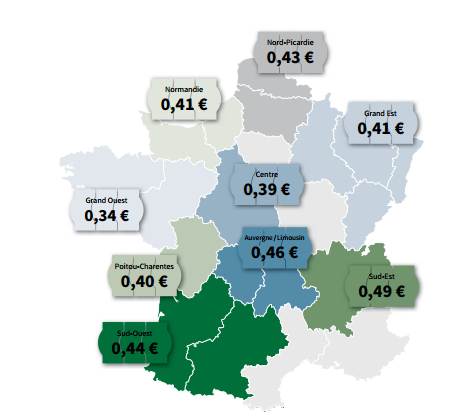 Nord-Picardie
0,43 €
Normandie
0,41 €
Grand Est
0,41 €
Centre
0,39 €
Grand Ouest
0,34 €
Auvergne/Limousin
0,46 €
Poitou-Charentes
0,40 €
Sud-Est
0,49 €
Sud-Ouest
0,44 €